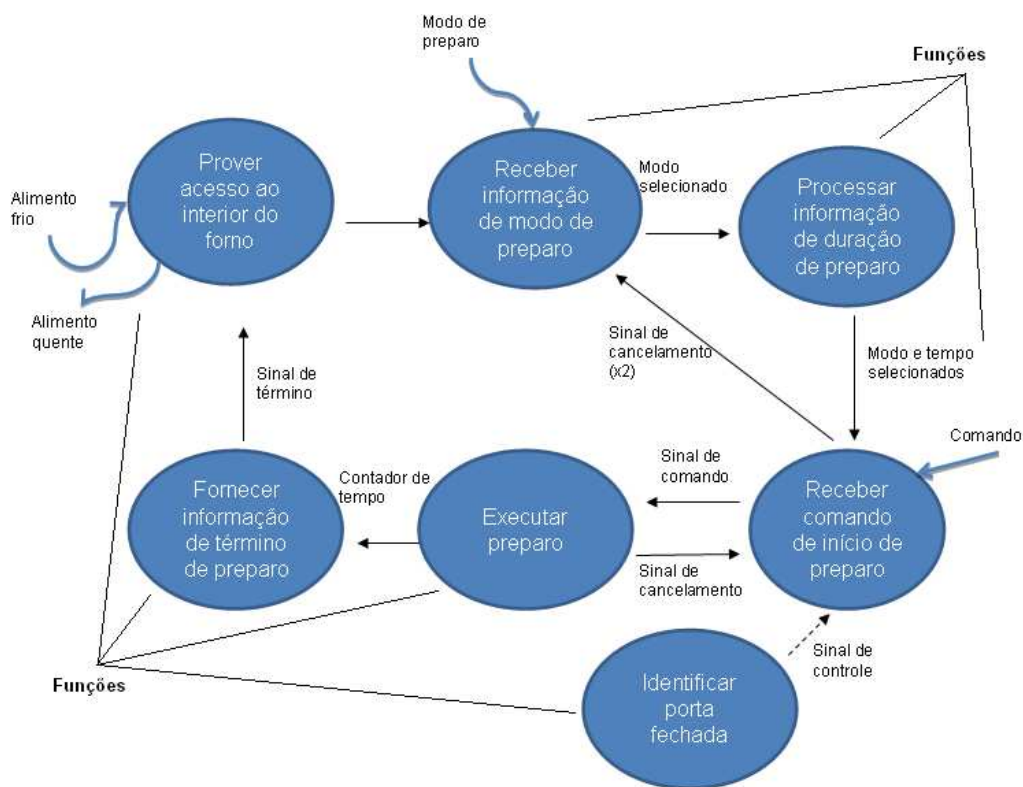 Modo de
preparo
Funções
Prover
acesso ao
interior do
forno
Receber
informação
de modo de
preparo
Modo
selecionado
Processar
informação
de duração
de preparo
Alimento
frio
Alimento
quente
Sinal de
término
Sinal de
cancelamento
(x2)
Modo e tempo
selecionados
Comando
Fornecer
informação
de término
de preparo
Contador de
tempo
Executar
preparo
Sinal de
comando
Sinal de
cancelamento
Receber
comando
de início de
preparo
Sinal de
controle
Identificar
porta
fechada
Funções